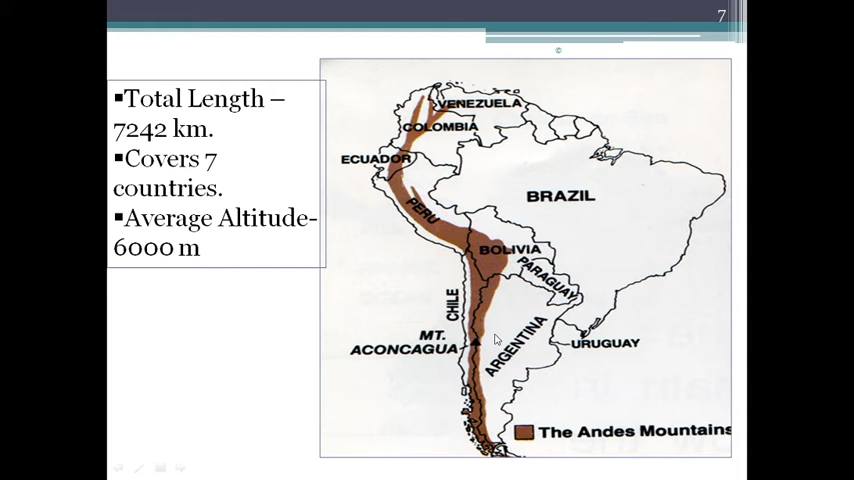 7
©
▪Total Length –
7242 km.
▪Covers 7
countries.
▪Average Altitude-
6000 m
VENEZUELA
COLOMBIA
ECUADOR
BRAZIL
PERU
BOLIVIA
PARAGUAY
CHILE
MT.
ACONCAGUA
ARGENTINA
URUGUAY
The Andes Mountains